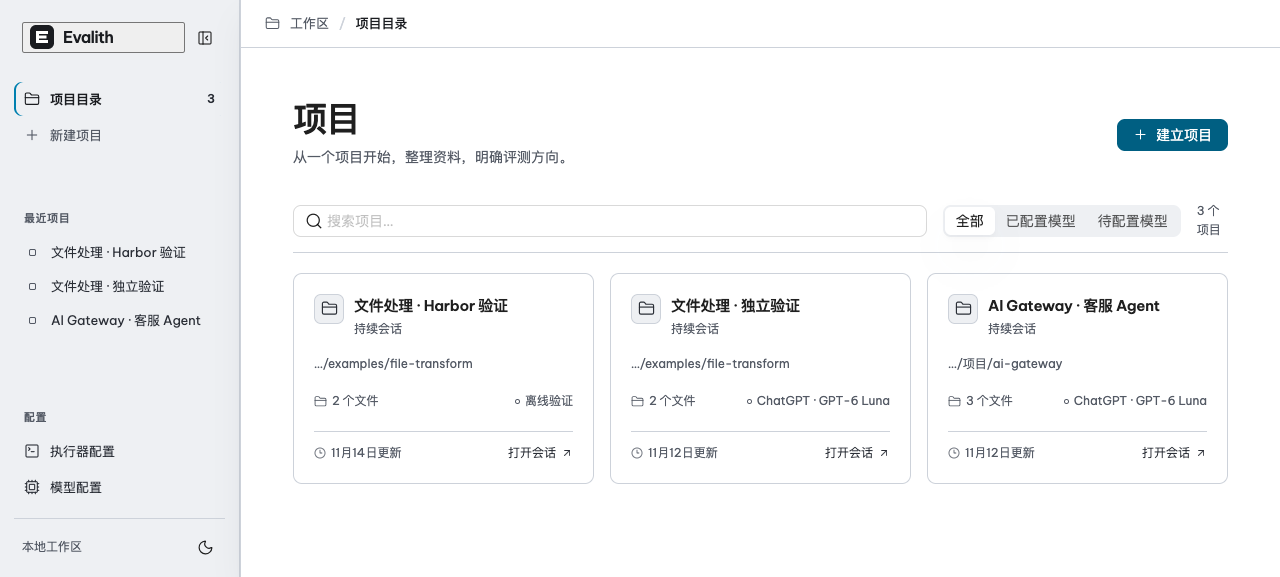 Evalith
项目目录 3
新建项目
最近项目
文件处理 · Harbor 验证
文件处理 · 独立验证
AI Gateway · 客服 Agent
配置
执行器配置
模型配置
本地工作区
工作区 / 项目目录
项目
从一个项目开始，整理资料，明确评测方向。
建立项目
搜索项目...
全部 已配置模型 待配置模型
3 个
项目
文件处理 · Harbor 验证
持续会话
.../examples/file-transform
2 个文件 离线验证
11月14日更新 打开会话
文件处理 · 独立验证
持续会话
.../examples/file-transform
2 个文件 ChatGPT · GPT-6 Luna
11月12日更新 打开会话
AI Gateway · 客服 Agent
持续会话
.../项目/ai-gateway
3 个文件 ChatGPT · GPT-6 Luna
11月12日更新 打开会话